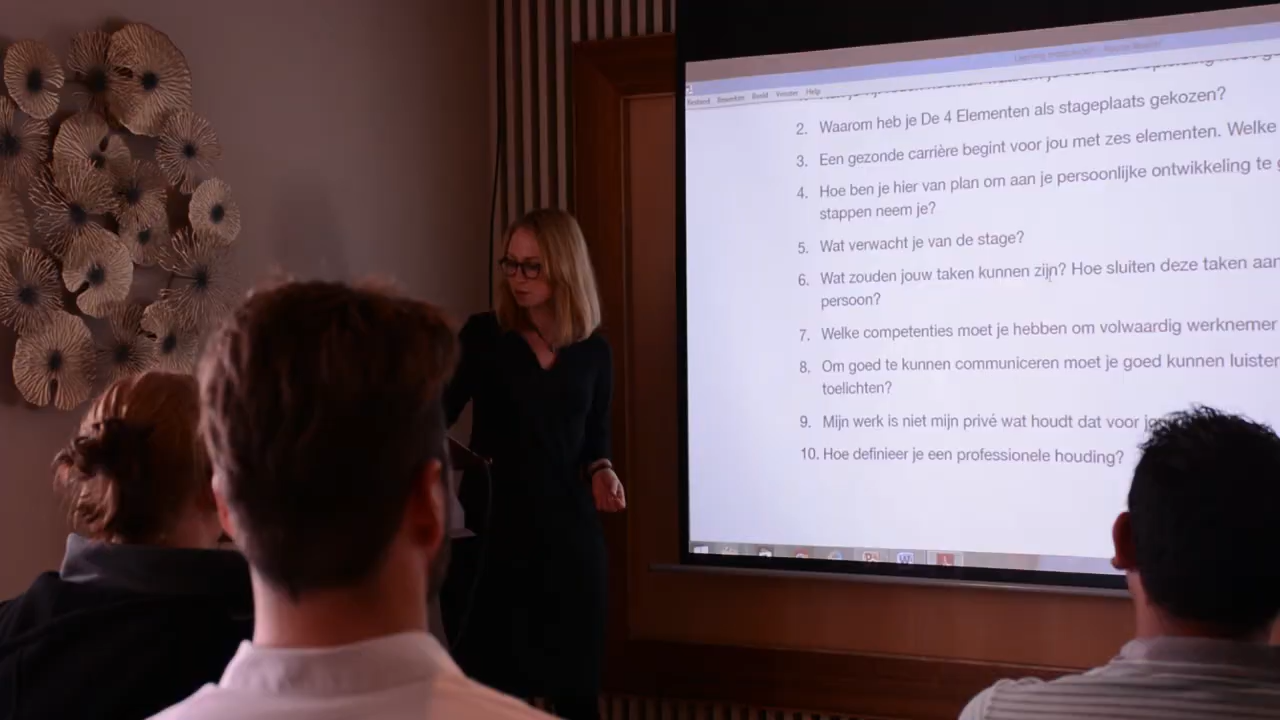 Bestand Bewerken Beeld Venster Help
2. Waarom heb je De 4 Elementen als stageplaats gekozen?
3. Een gezonde carrière begint voor jou met zes elementen. Welke
4. Hoe ben je hier van plan om aan je persoonlijke ontwikkeling te
stappen neem je?
5. Wat verwacht je van de stage?
6. Wat zouden jouw taken kunnen zijn? Hoe sluiten deze taken aan
persoon?
7. Welke competenties moet je hebben om volwaardig werknemer
8. Om goed te kunnen communiceren moet je goed kunnen luister
toelichten?
9. Mijn werk is niet mijn privé wat houdt dat voor
10. Hoe definieer je een professionele houding?